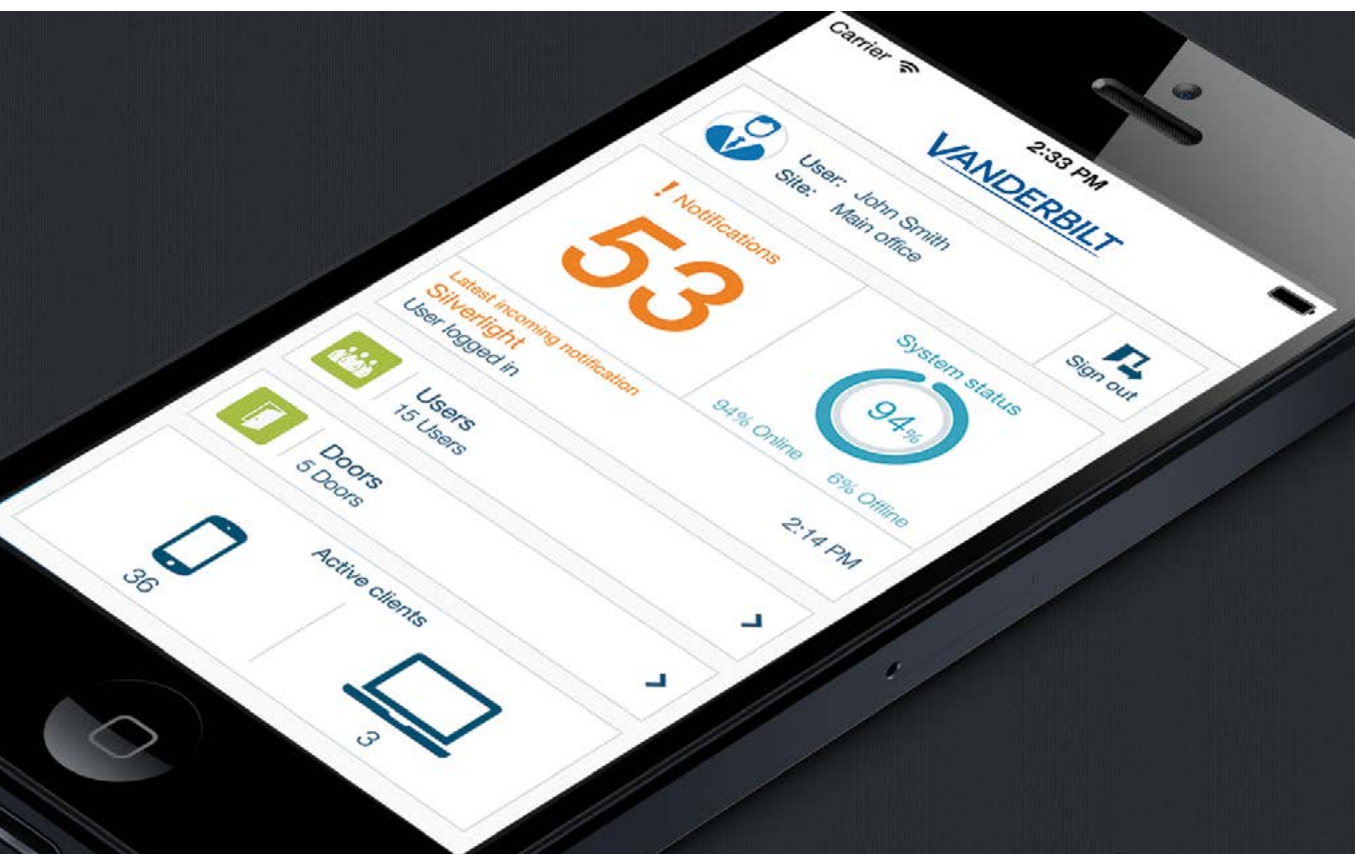 Carrier
2:33 PM
VANDERBILT
User: John Smith
Site: Main office
Sign out
! Notifications
53
System status
94%
94% Online
6% Offline
Latest incoming notification
Silverlight
User logged in
2:14 PM
Users
15 Users
Doors
5 Doors
Active clients
36
3